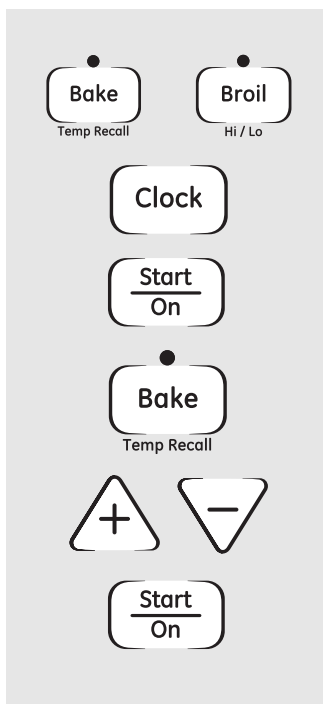 Bake Broil
Temp Recall Hi / Lo
Clock
Start
On
Bake
Temp Recall
+ −
Start
On